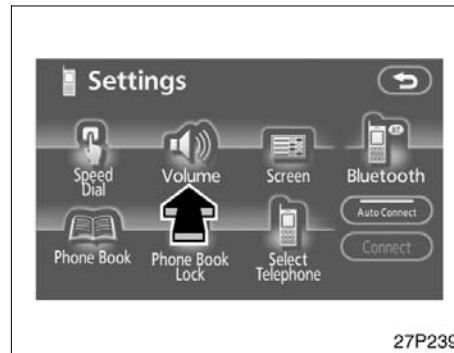 Settings
Speed
Dial
Volume
Screen
Bluetooth
Auto Connect
Phone Book
Phone Book
Lock
Select
Telephone
Connect
27P239